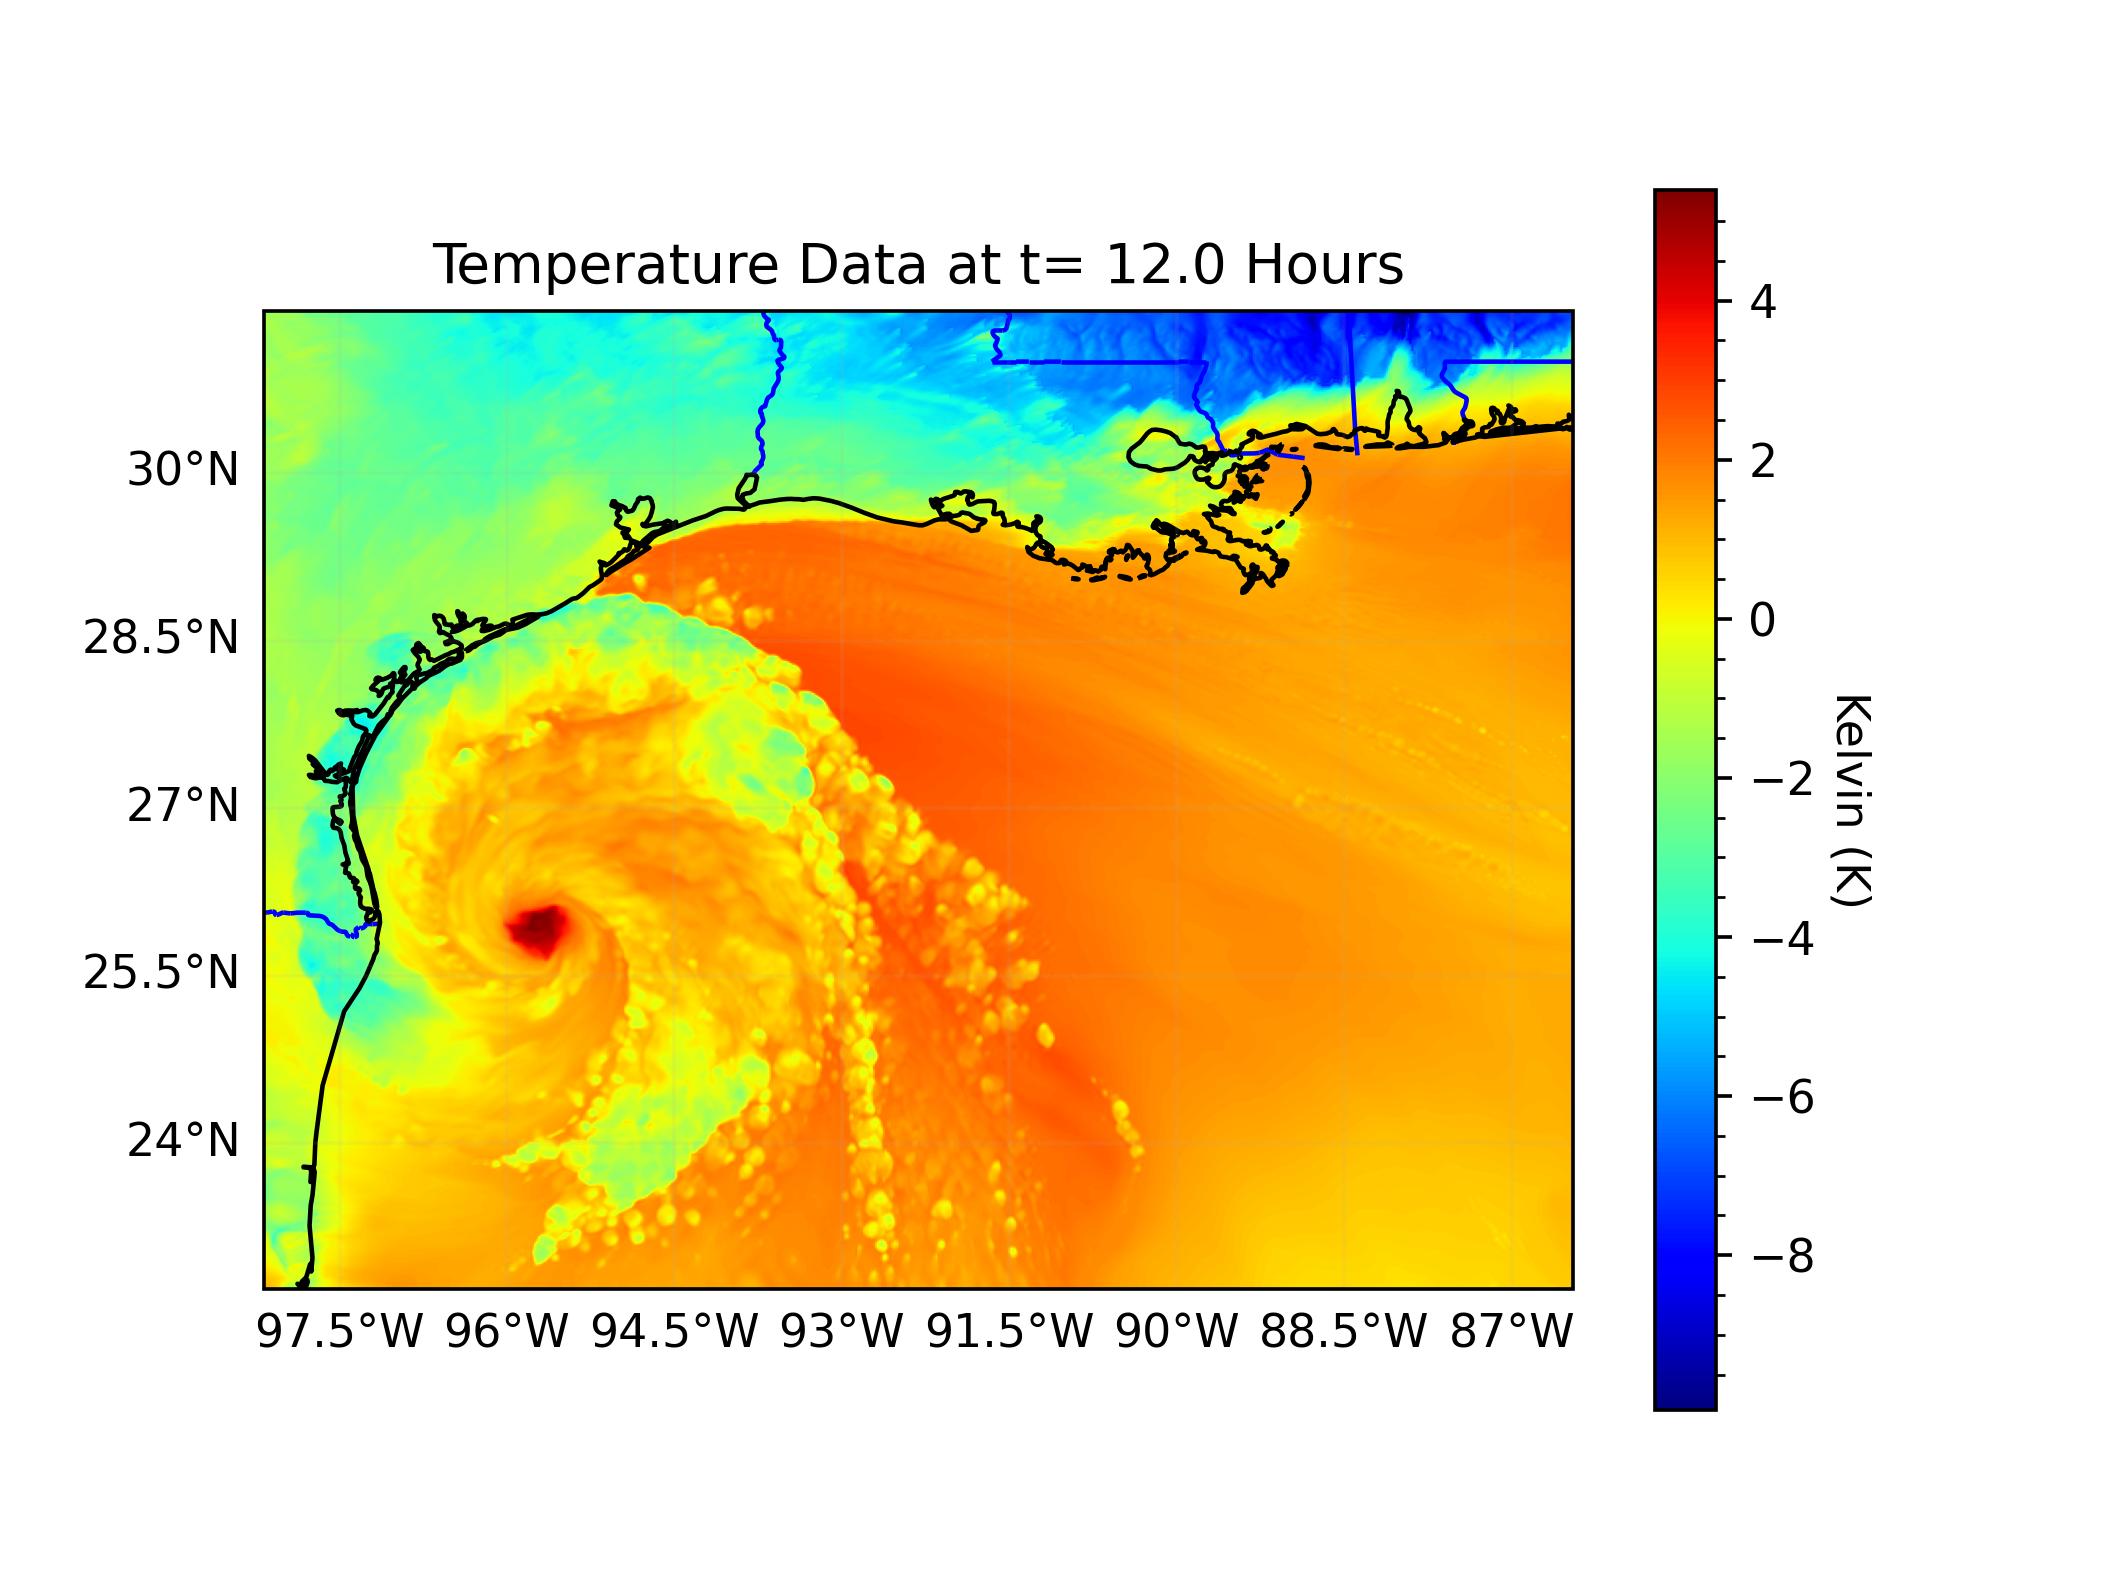 Temperature Data at t= 12.0 Hours
30°N
28.5°N
27°N
25.5°N
24°N
97.5°W 96°W 94.5°W 93°W 91.5°W 90°W 88.5°W 87°W
4
2
0
−2
−4
−6
−8
Kelvin (K)